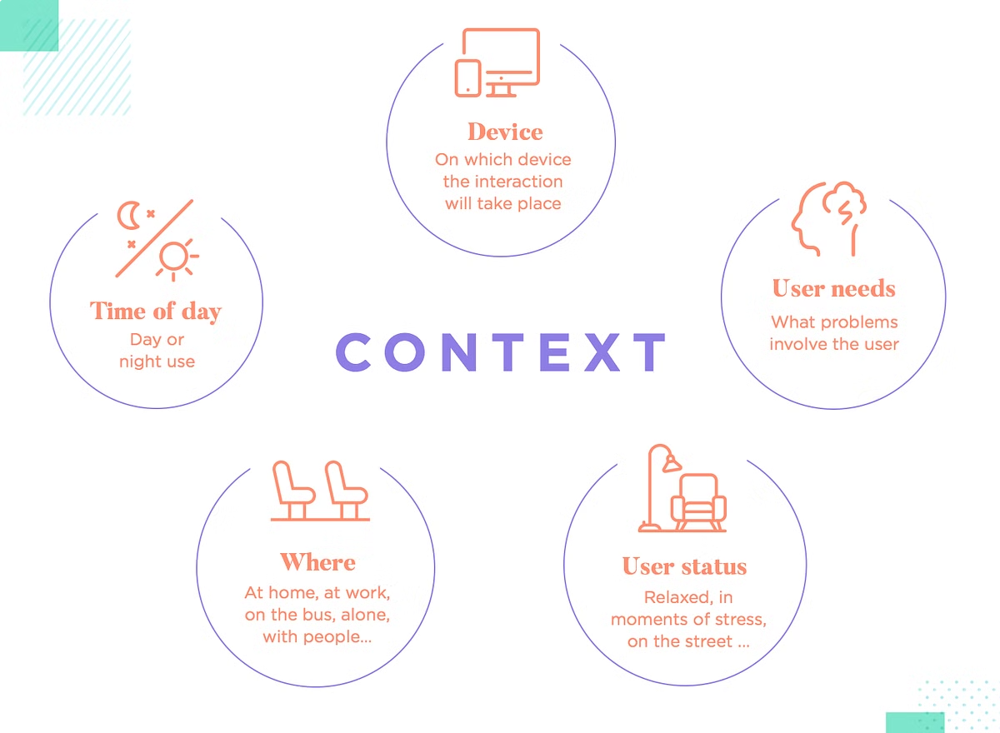 Device
On which device
the interaction
will take place
Time of day
Day or
night use
User needs
What problems
involve the user
CONTEXT
Where
At home, at work,
on the bus, alone,
with people...
User status
Relaxed, in
moments of stress,
on the street ...